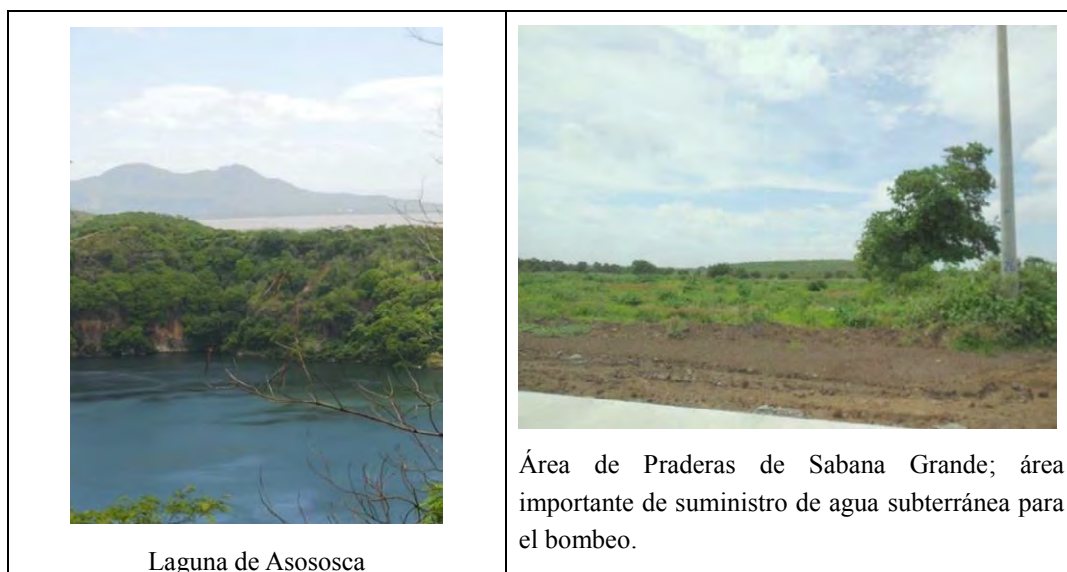 Laguna de Asososca
Área de Praderas de Sabana Grande; área
importante de suministro de agua subterránea para
el bombeo.